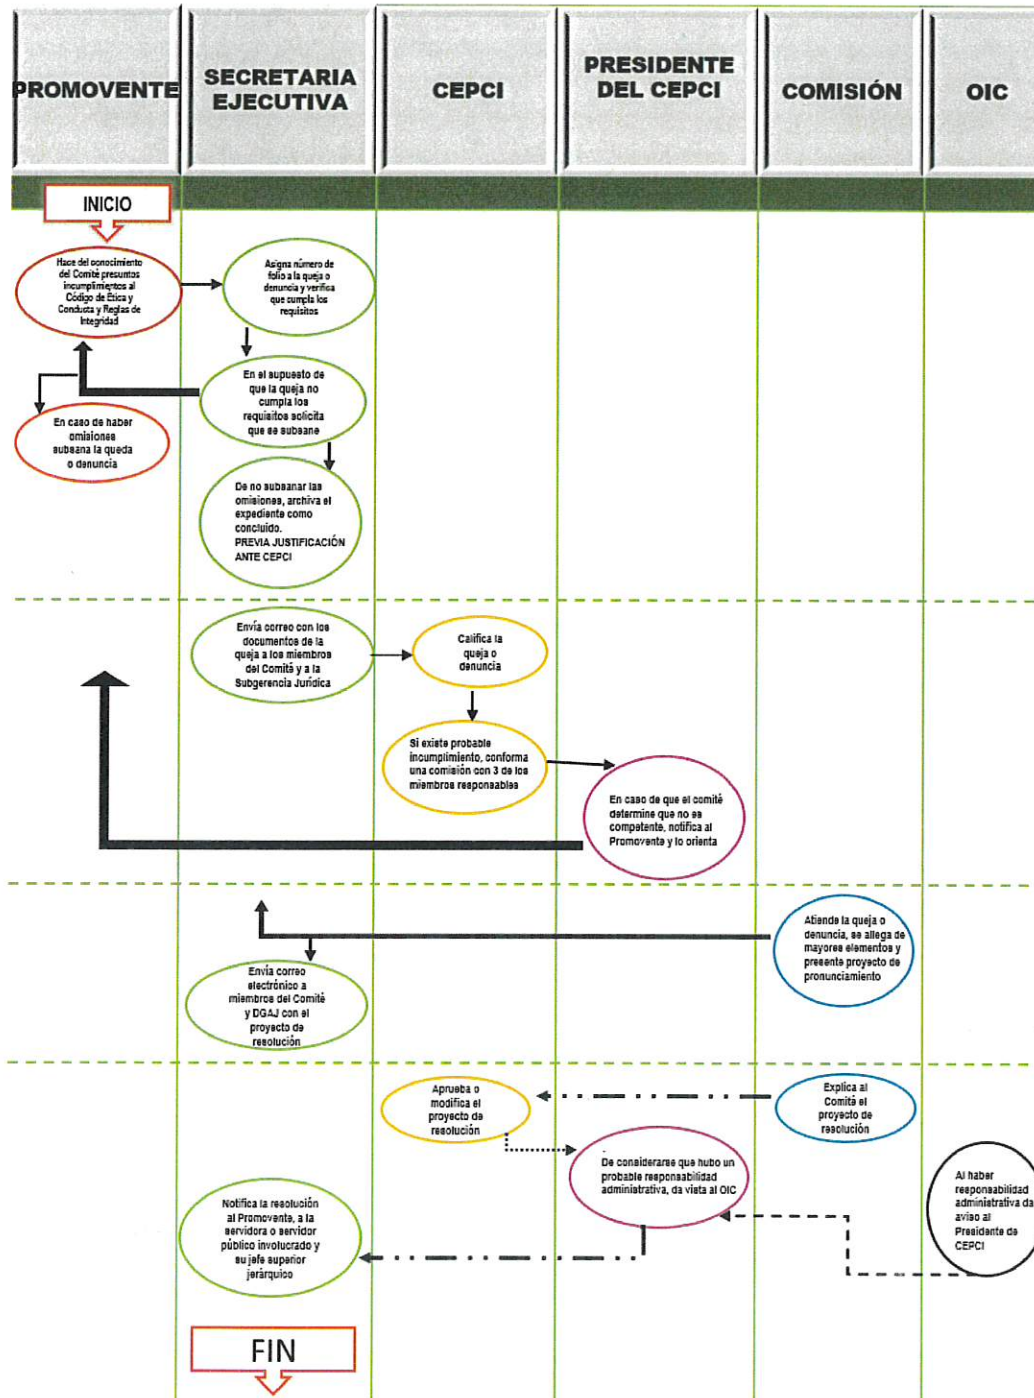 PROMOVENTE
SECRETARIA
EJECUTIVA
CEPCI
PRESIDENTE
DEL CEPCI
COMISIÓN
OIC
INICIO
Hace del conocimiento
del Comité presuntos
incumplimientos al
Código de Ética y
Conducta y Reglas de
Integridad
Asigna número de
folio a la queja o
denuncia y verifica
que cumpla los
requisitos
En el supuesto de
que la queja no
cumpla los
requisitos solicita
que se subsane
En caso de haber
omisiones
subsana la queda
o denuncia
De no subsanar las
omisiones, archiva el
expediente como
concluido.
PREVIA JUSTIFICACIÓN
ANTE CEPCI
Envía correo con los
documentos de la
queja a los miembros
del Comité y a la
Subgerencia Jurídica
Califica la
queja o
denuncia
Si existe probable
incumplimiento, conforma
una comisión con 3 de los
miembros responsables
En caso de que el comité
determine que no es
competente, notifica al
Promovente y lo orienta
Atiende la queja o
denuncia, se allega de
mayores elementos y
presente proyecto de
pronunciamiento
Envía correo
electrónico a
miembros del Comité
y DGAJ con el
proyecto de
resolución
Aprueba o
modifica el
proyecto de
resolución
Explica al
Comité el
proyecto de
resolución
De considerarse que hubo un
probable responsabilidad
administrativa, da vista al OIC
Al haber
responsabilidad
administrativa da
aviso al
Presidente de
CEPCI
Notifica la resolución
al Promovente, a la
servidora o servidor
público involucrado y
su jefe superior
jerárquico
FIN